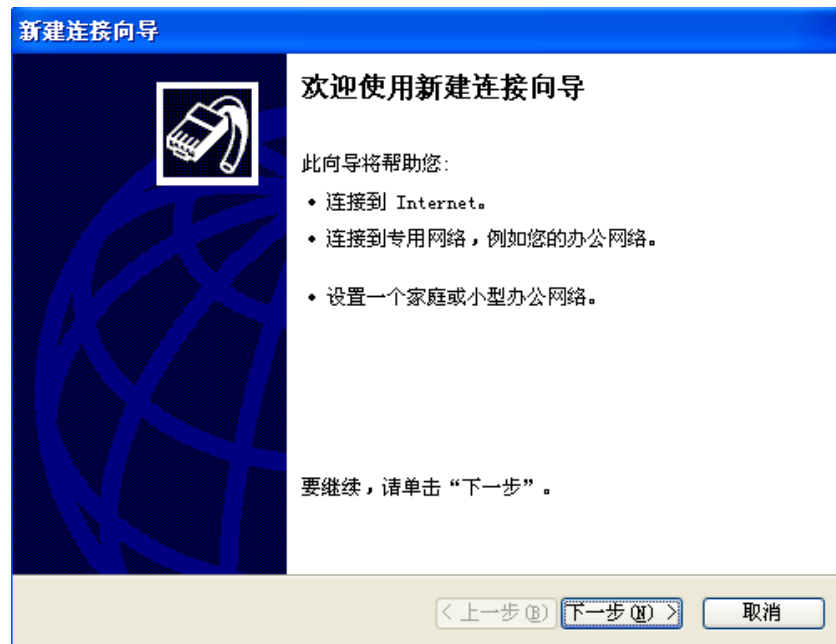 新建连接向导
欢迎使用新建连接向导
此向导将帮助您:
• 连接到 Internet。
• 连接到专用网络，例如您的办公网络。
• 设置一个家庭或小型办公网络。
要继续，请单击“下一步”。
< 上一步(B) 下一步(N) > 取消